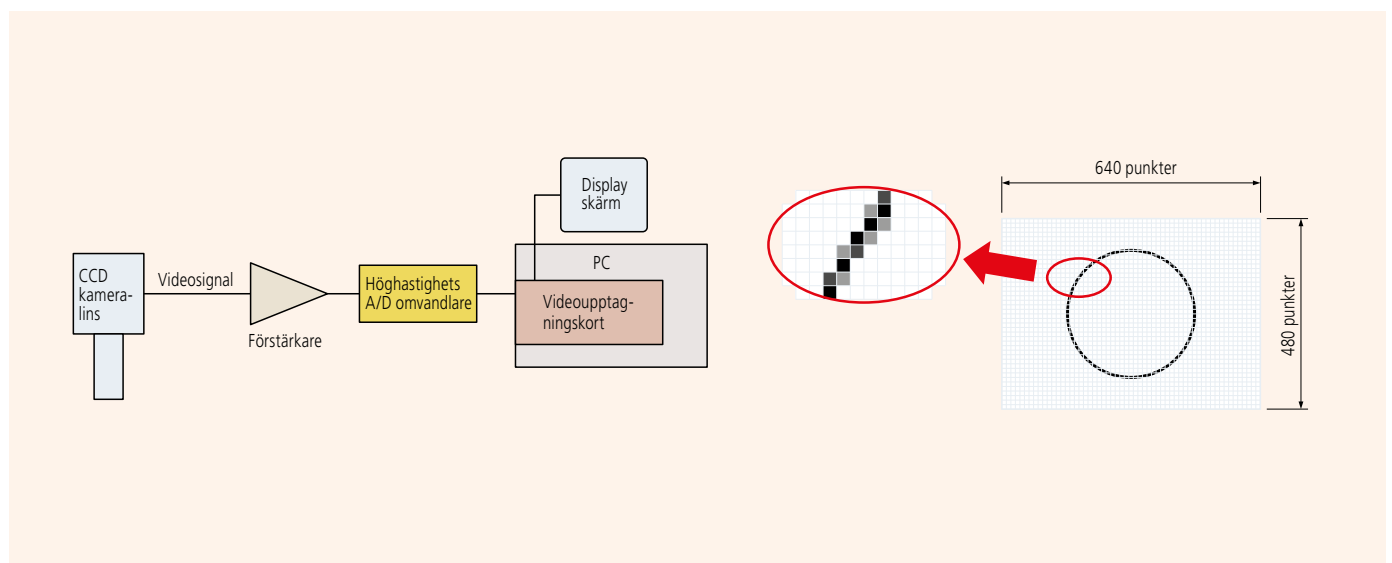 CCD
kamera-
lins
Videosignal
Förstärkare
Höghastighets
A/D omvandlare
Display
skärm
PC
Videoupptag-
ningskort
640 punkter
480 punkter